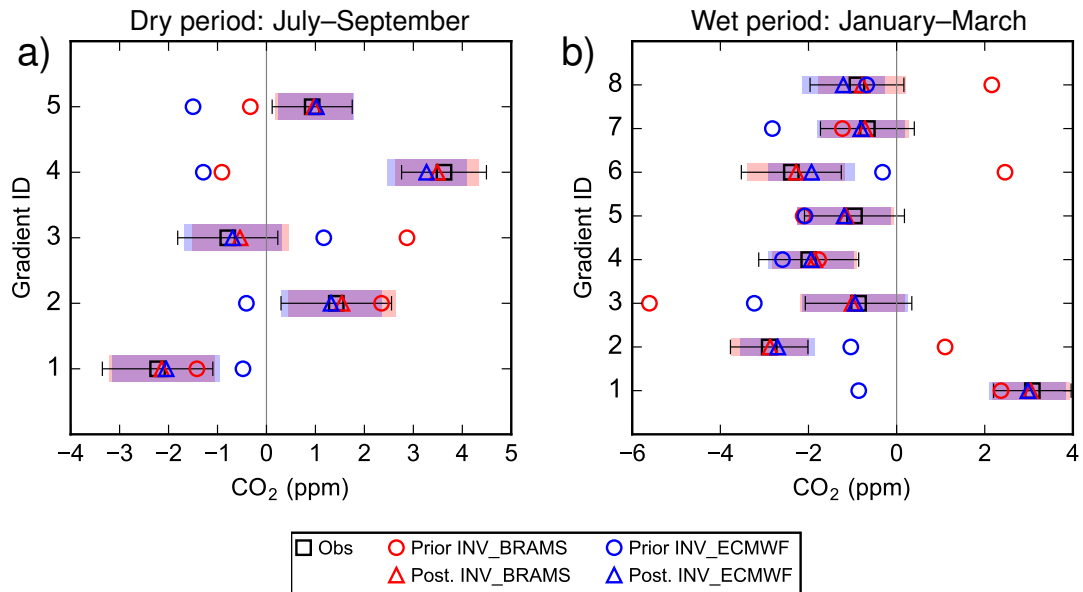 Dry period: July–September
Wet period: January–March
a)
b)
Gradient ID
5
4
3
2
1
−4 −3 −2 −1 0 1 2 3 4 5
CO2 (ppm)
Gradient ID
8
7
6
5
4
3
2
1
−6 −4 −2 0 2 4
CO2 (ppm)
Obs Prior INV_BRAMS Prior INV_ECMWF
Post. INV_BRAMS Post. INV_ECMWF